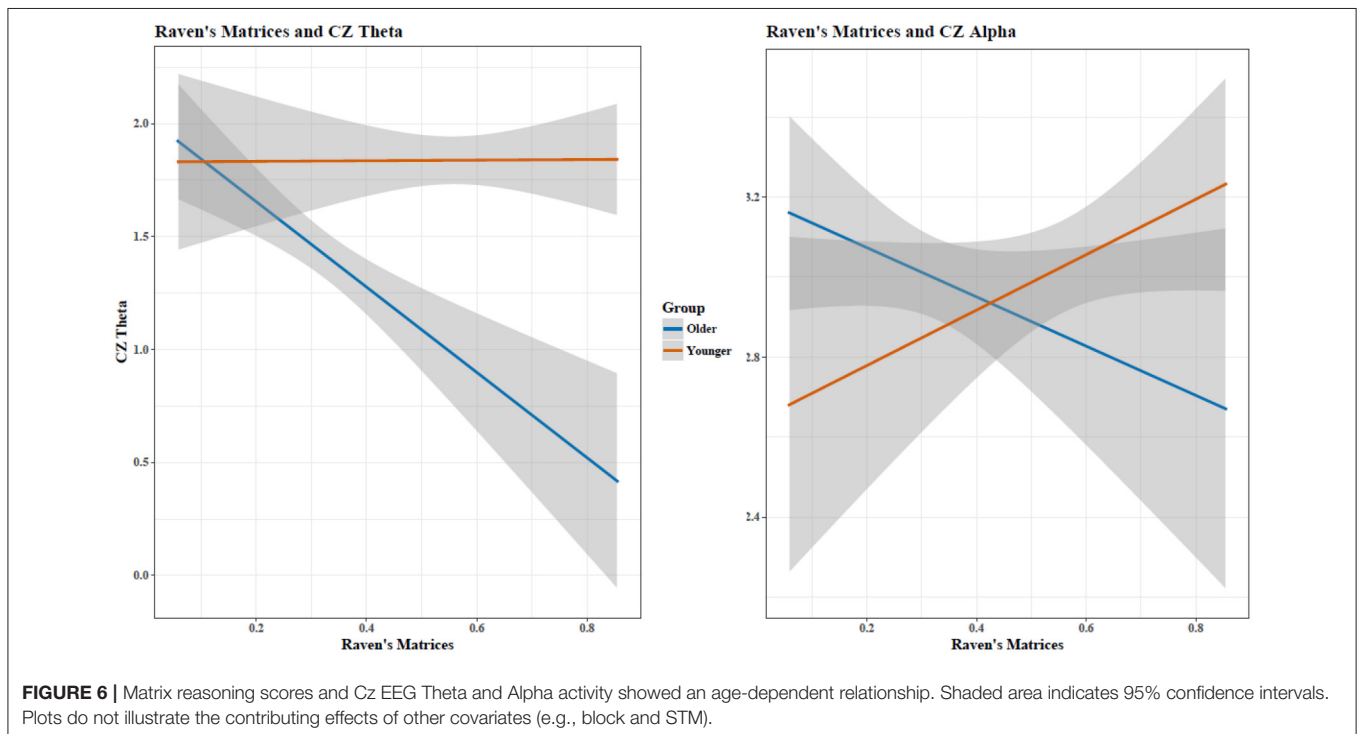 Raven's Matrices and CZ Theta
CZ Theta
2.0
1.5
1.0
0.5
0.0
0.2 0.4 0.6 0.8
Raven's Matrices
Group
Older
Younger
Raven's Matrices and CZ Alpha
3.2
2.8
2.4
0.2 0.4 0.6 0.8
Raven's Matrices
FIGURE 6 | Matrix reasoning scores and Cz EEG Theta and Alpha activity showed an age-dependent relationship. Shaded area indicates 95% confidence intervals.
Plots do not illustrate the contributing effects of other covariates (e.g., block and STM).